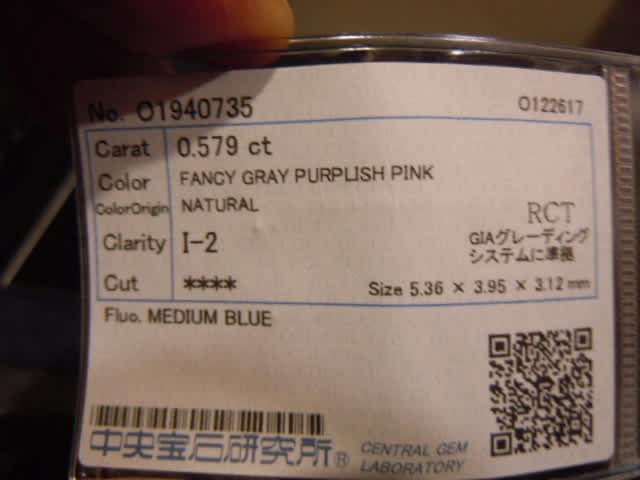 No. O1940735 O122617
Carat 0.579 ct
Color FANCY GRAY PURPLISH PINK
ColorOrigin NATURAL
RCT
Clarity I-2
GIAグレーディング
システムに準拠
Cut ****
Size 5.36 × 3.95 × 3.12 mm
Fluo. MEDIUM BLUE
中央宝石研究所® CENTRAL GEM
LABORATORY